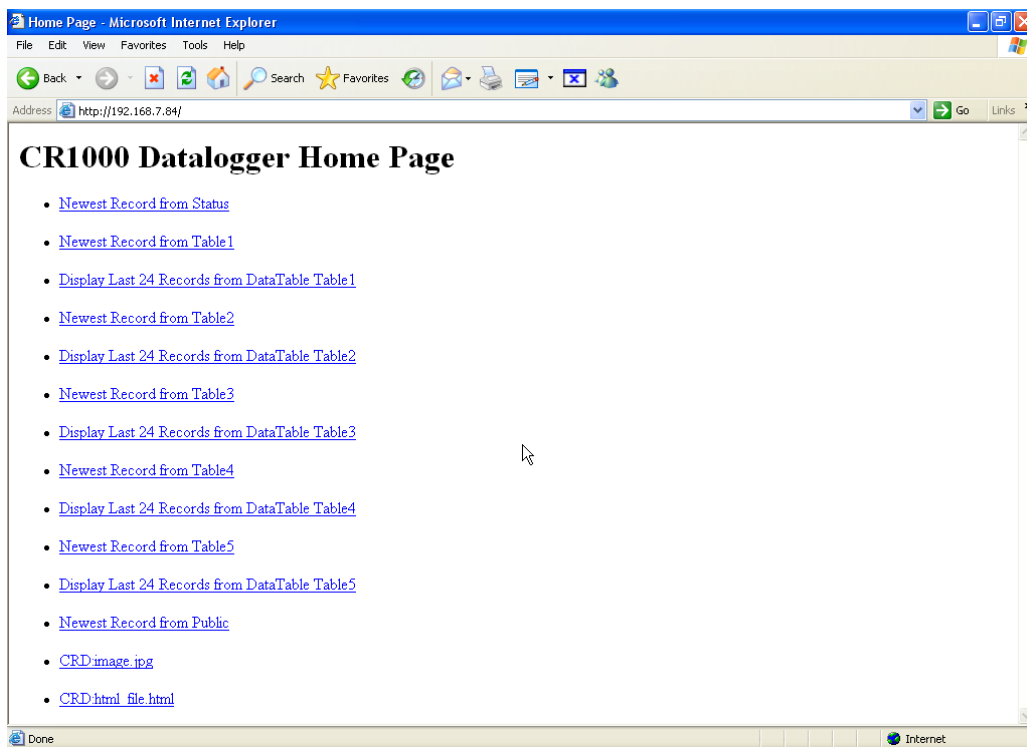 Home Page - Microsoft Internet Explorer
File Edit View Favorites Tools Help
Back Search Favorites
Address http://192.168.7.84/ Go Links
CR1000 Datalogger Home Page
Newest Record from Status
Newest Record from Table1
Display Last 24 Records from DataTable Table1
Newest Record from Table2
Display Last 24 Records from DataTable Table2
Newest Record from Table3
Display Last 24 Records from DataTable Table3
Newest Record from Table4
Display Last 24 Records from DataTable Table4
Newest Record from Table5
Display Last 24 Records from DataTable Table5
Newest Record from Public
CRD:image.jpg
CRD:html_file.html
Done Internet